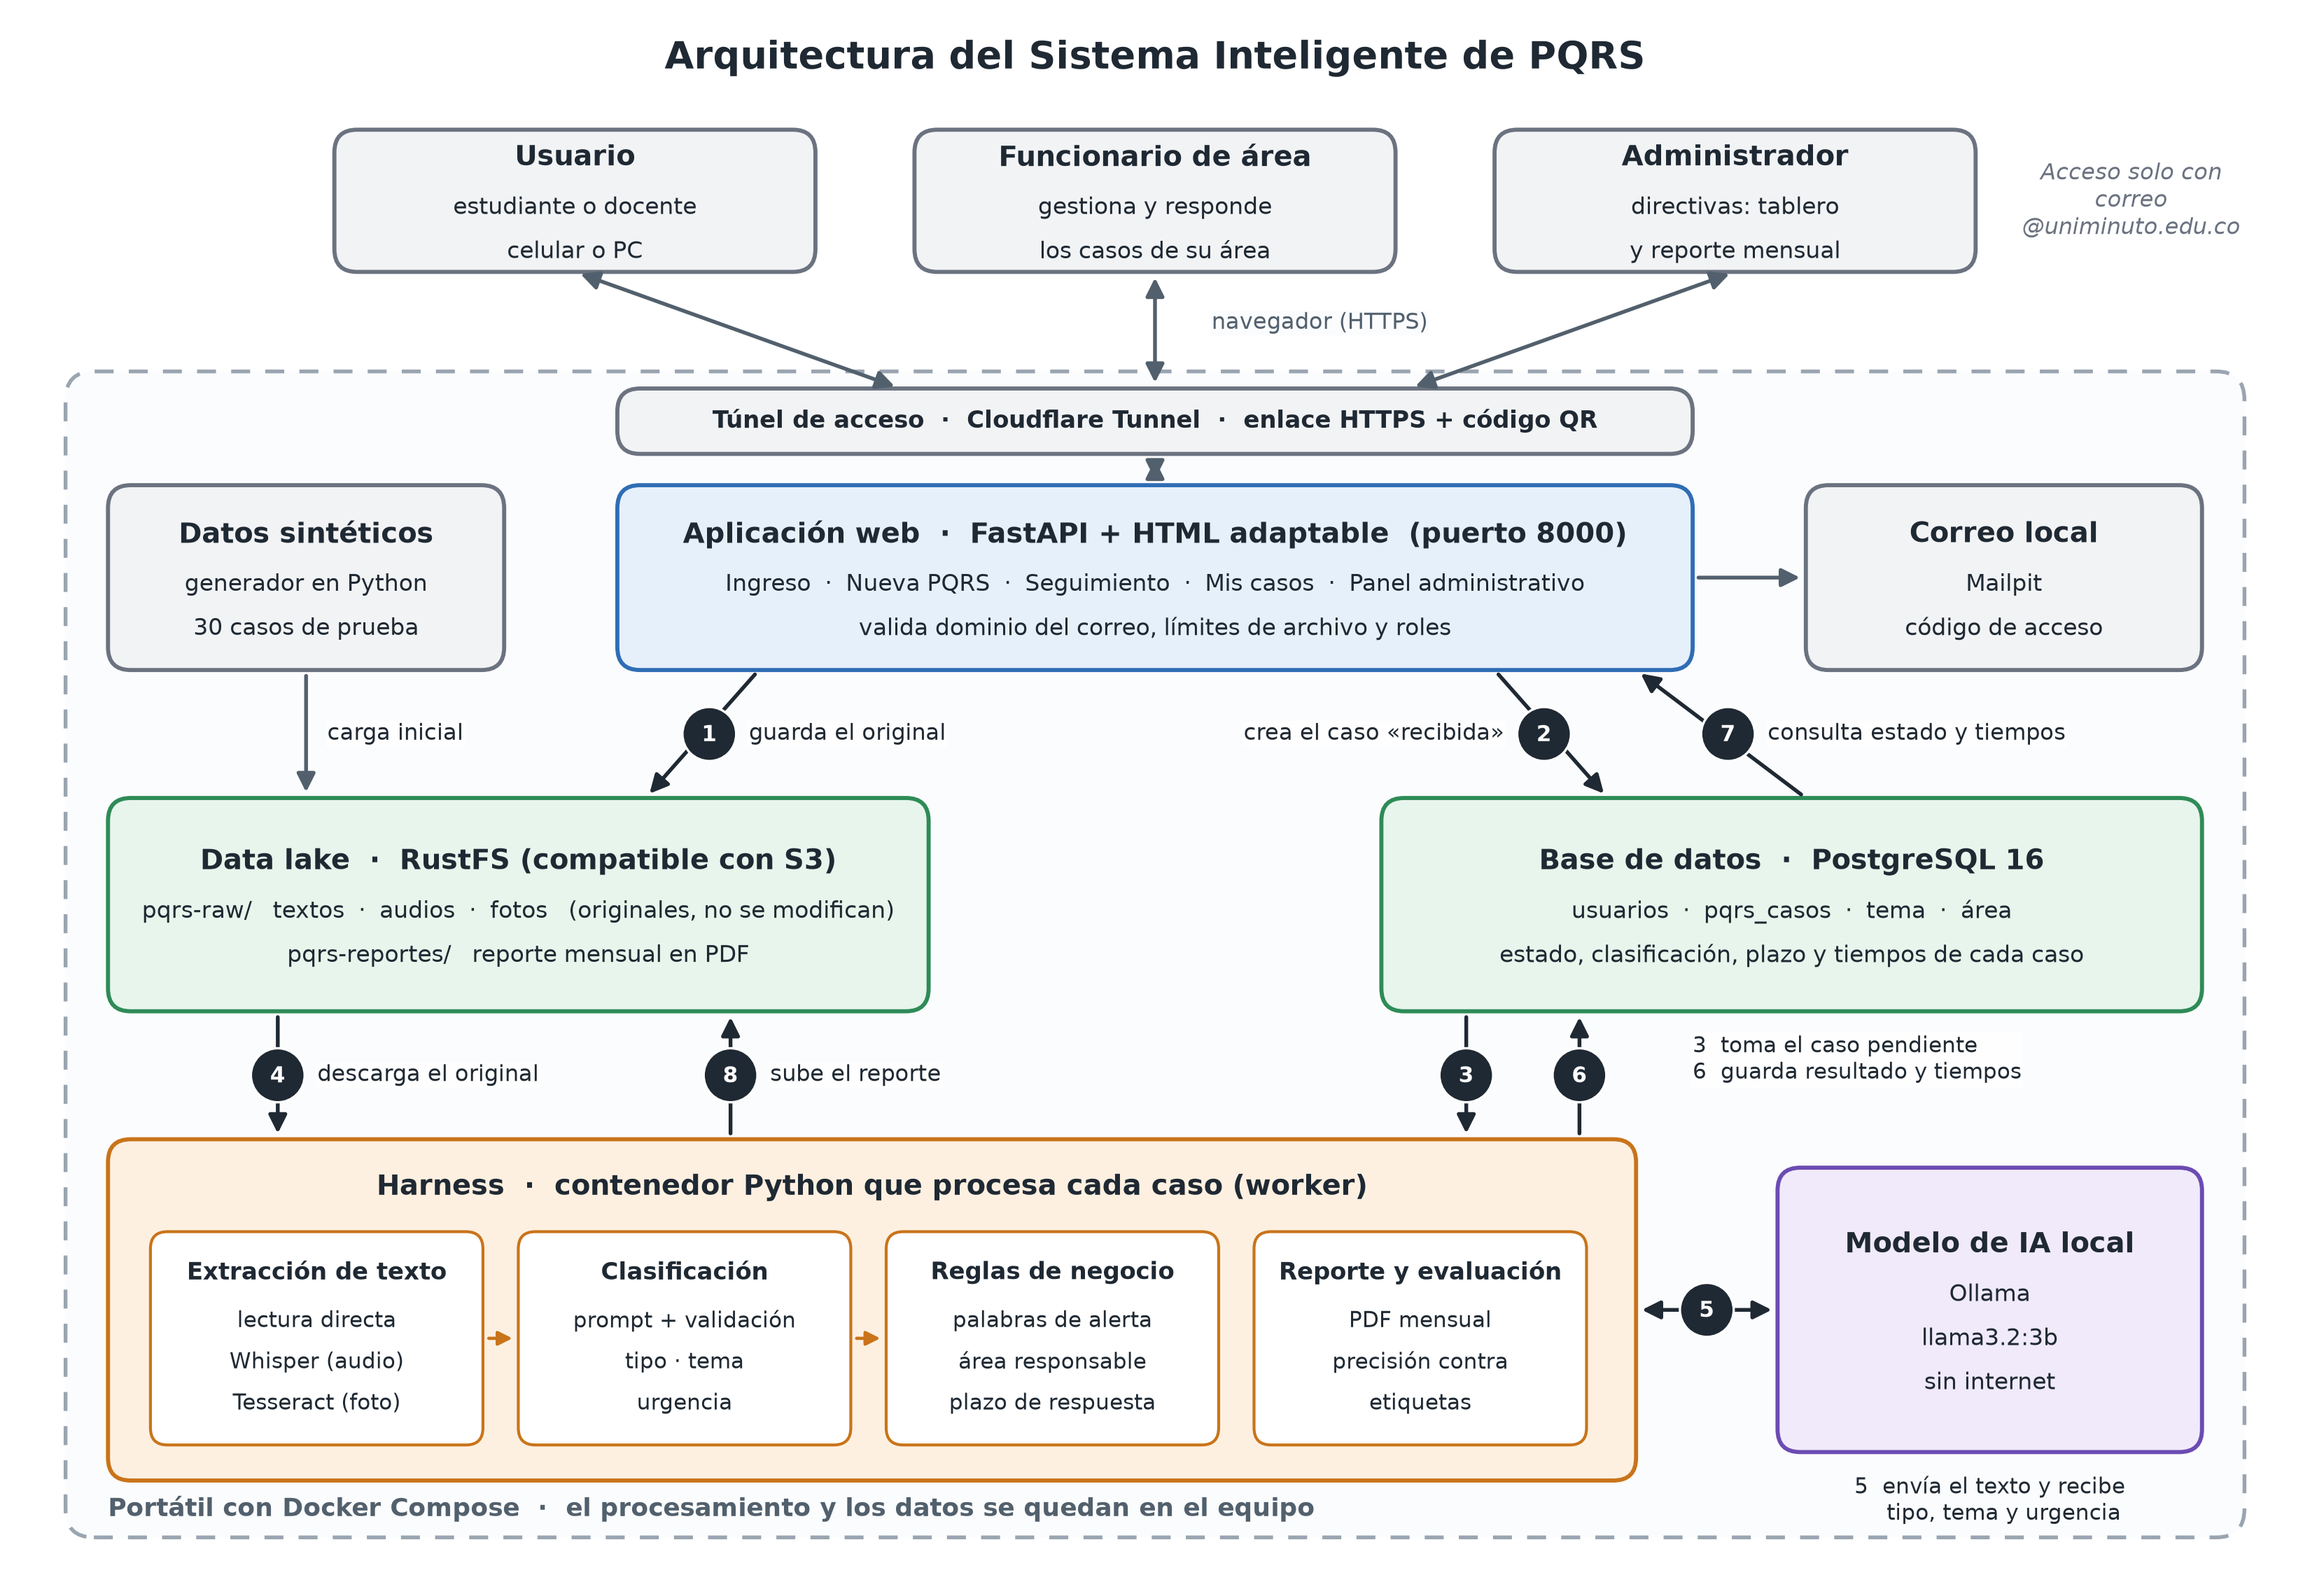 Arquitectura del Sistema Inteligente de PQRS
Usuario
estudiante o docente
celular o PC
Funcionario de área
gestiona y responde
los casos de su área
Administrador
directivas: tablero
y reporte mensual
Acceso solo con
correo
@uniminuto.edu.co
navegador (HTTPS)
Túnel de acceso · Cloudflare Tunnel · enlace HTTPS + código QR
Datos sintéticos
generador en Python
30 casos de prueba
Aplicación web · FastAPI + HTML adaptable (puerto 8000)
Ingreso · Nueva PQRS · Seguimiento · Mis casos · Panel administrativo
valida dominio del correo, límites de archivo y roles
Correo local
Mailpit
código de acceso
carga inicial
1 guarda el original
crea el caso «recibida» 2
7 consulta estado y tiempos
Data lake · RustFS (compatible con S3)
pqrs-raw/ textos · audios · fotos (originales, no se modifican)
pqrs-reportes/ reporte mensual en PDF
Base de datos · PostgreSQL 16
usuarios · pqrs_casos · tema · área
estado, clasificación, plazo y tiempos de cada caso
4 descarga el original
8 sube el reporte
3
6
3 toma el caso pendiente
6 guarda resultado y tiempos
Harness · contenedor Python que procesa cada caso (worker)
Extracción de texto
lectura directa
Whisper (audio)
Tesseract (foto)
Clasificación
prompt + validación
tipo · tema
urgencia
Reglas de negocio
palabras de alerta
área responsable
plazo de respuesta
Reporte y evaluación
PDF mensual
precisión contra
etiquetas
5
Modelo de IA local
Ollama
llama3.2:3b
sin internet
5 envía el texto y recibe
tipo, tema y urgencia
Portátil con Docker Compose · el procesamiento y los datos se quedan en el equipo